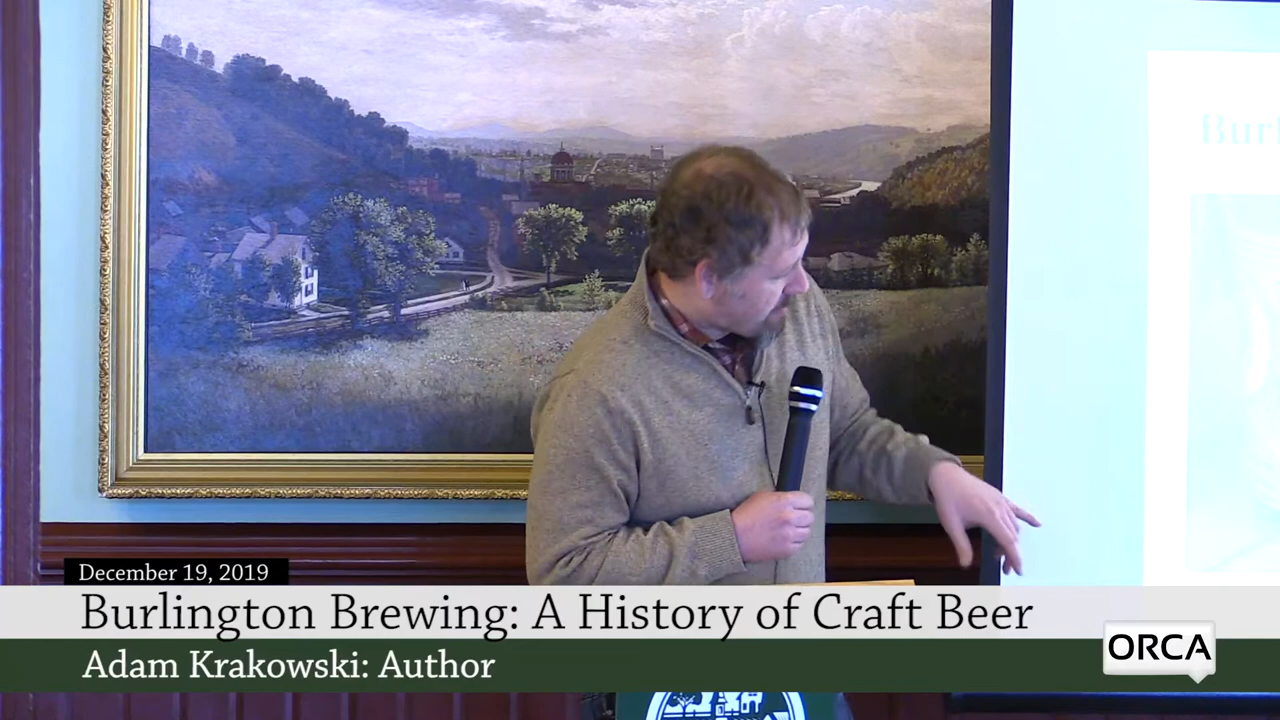 December 19, 2019
Burlington Brewing: A History of Craft Beer
Adam Krakowski: Author
ORCA